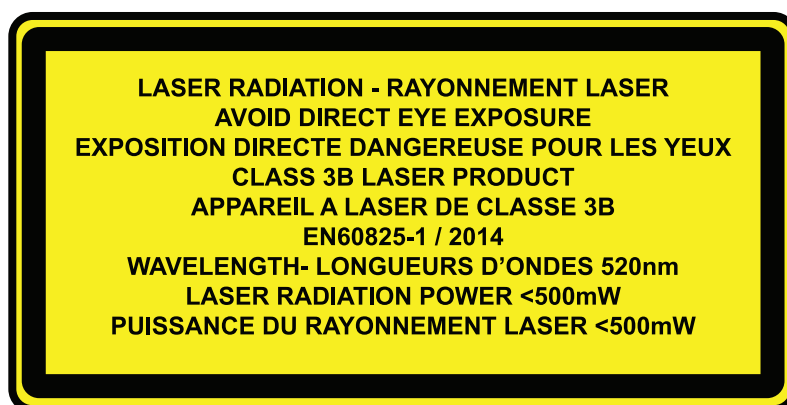 LASER RADIATION - RAYONNEMENT LASER
AVOID DIRECT EYE EXPOSURE
EXPOSITION DIRECTE DANGEREUSE POUR LES YEUX
CLASS 3B LASER PRODUCT
APPAREIL A LASER DE CLASSE 3B
EN60825-1 / 2014
WAVELENGTH- LONGUEURS D’ONDES 520nm
LASER RADIATION POWER <500mW
PUISSANCE DU RAYONNEMENT LASER <500mW